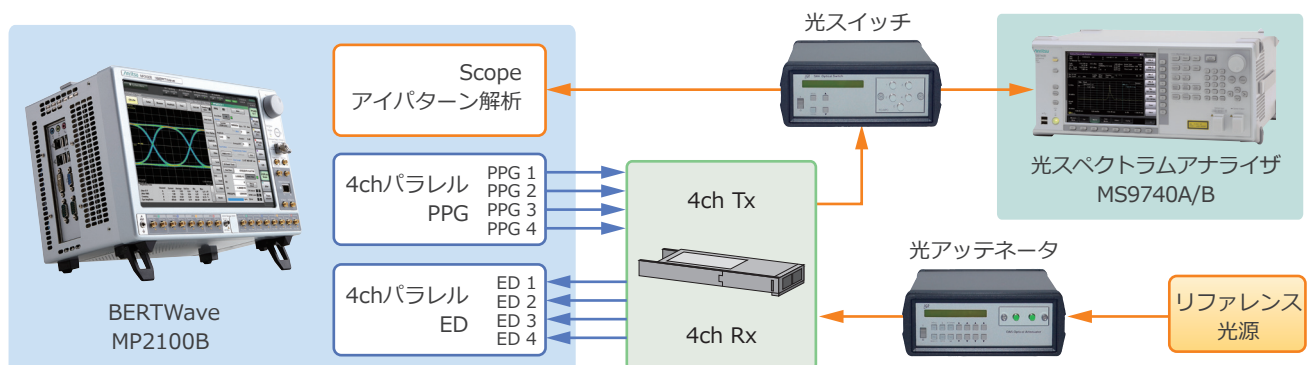 光スイッチ
Scope
アイパターン解析
4chパラレル
PPG
PPG 1
PPG 2
PPG 3
PPG 4
4ch Tx
光スペクトラムアナライザ
MS9740A/B
4chパラレル
ED
ED 1
ED 2
ED 3
ED 4
4ch Rx
光アッテネータ
リファレンス
光源
BERTWave
MP2100B